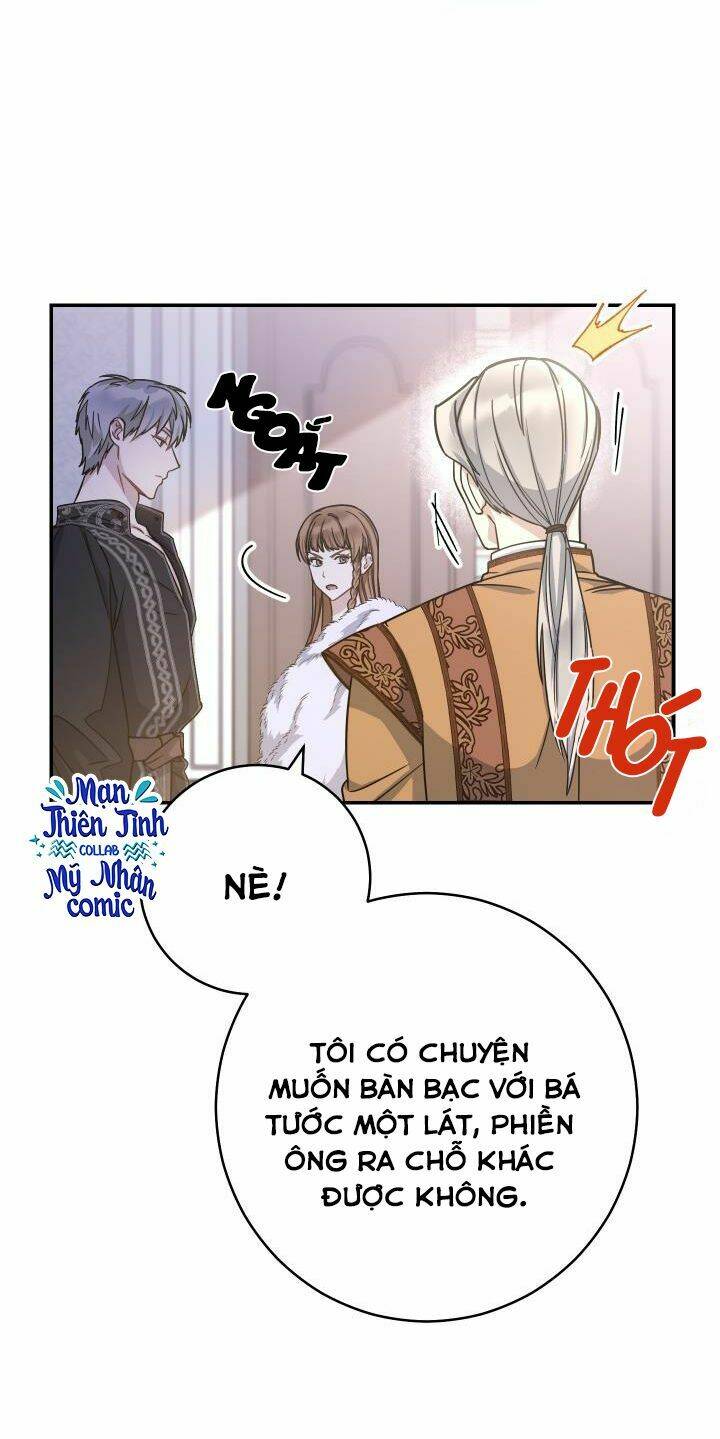 NGOẮT
THÓT
Mạn
Thiên Tinh
COLLAB
Mỹ Nhân
comic
NÈ!
TÔI CÓ CHUYỆN
MUỐN BÀN BẠC VỚI BÁ
TƯỚC MỘT LÁT, PHIỀN
ÔNG RA CHỖ KHÁC
ĐƯỢC KHÔNG.